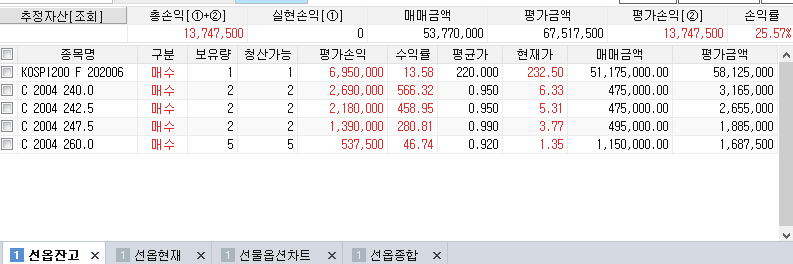 추정자산[조회] 총손익[①+②] 실현손익[①] 매매금액 평가금액 평가손익[②] 손익률
13,747,500 0 53,770,000 67,517,500 13,747,500 25.57%
종목명 구분 보유량 청산가능 평가손익 수익률 평균가 현재가 매매금액 평가금액
KOSPI200 F 202006 매수 1 1 6,950,000 13.58 220.000 232.50 51,175,000.00 58,125,000
C 2004 240.0 매수 2 2 2,690,000 566.32 0.950 6.33 475,000.00 3,165,000
C 2004 242.5 매수 2 2 2,180,000 458.95 0.950 5.31 475,000.00 2,655,000
C 2004 247.5 매수 2 2 1,390,000 280.81 0.990 3.77 495,000.00 1,885,000
C 2004 260.0 매수 5 5 537,500 46.74 0.920 1.35 1,150,000.00 1,687,500
1 선옵잔고 × 1 선옵현재 × 1 선물옵션차트 × 1 선옵종합 ×